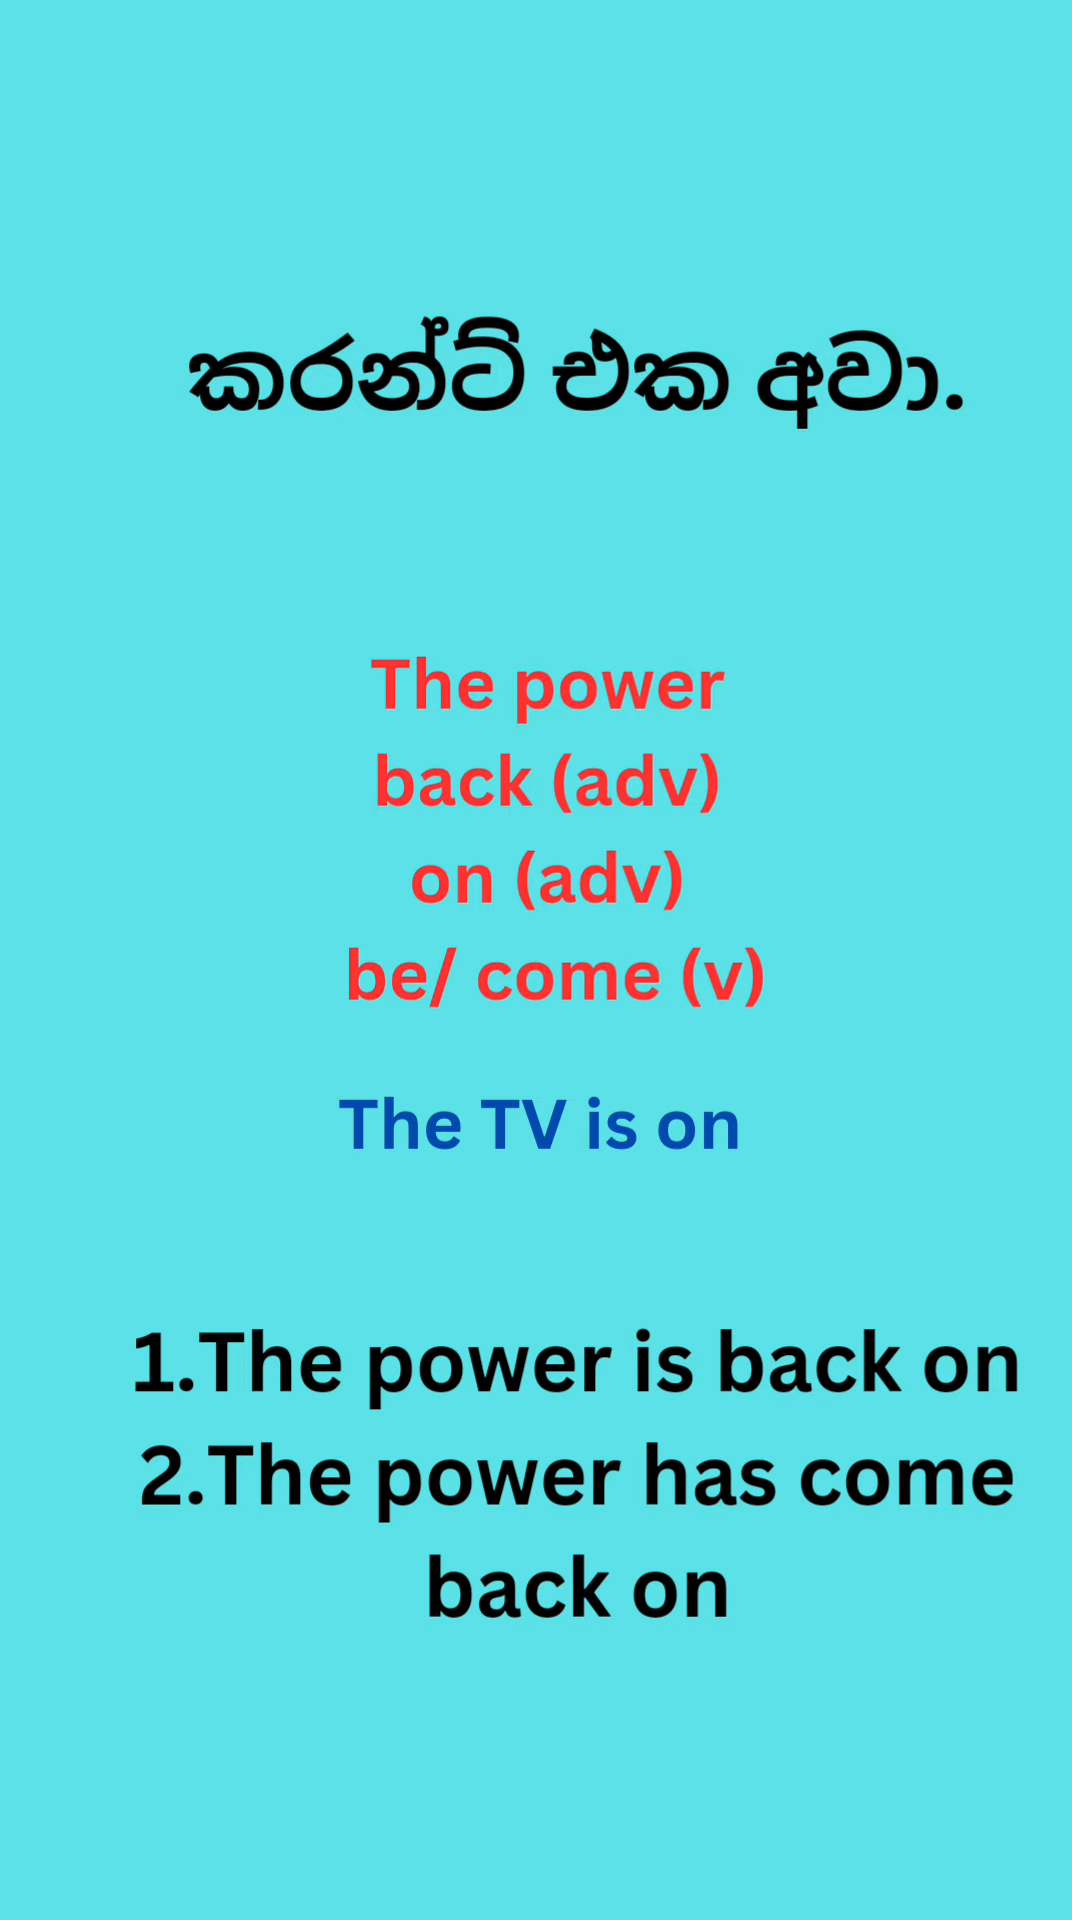 කරන්ට් එක අවා.
The power
back (adv)
on (adv)
be/ come (v)
The TV is on
1.The power is back on
2.The power has come
back on